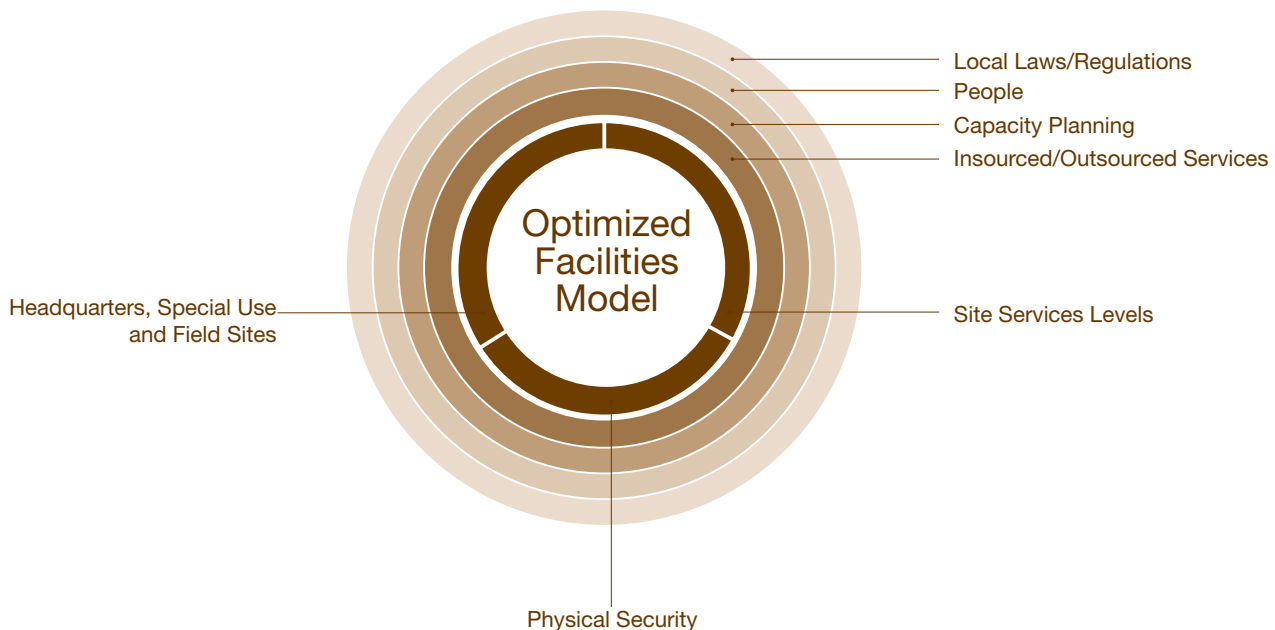 Local Laws/Regulations
People
Capacity Planning
Insourced/Outsourced Services
Optimized
Facilities
Model
Headquarters, Special Use
and Field Sites
Site Services Levels
Physical Security